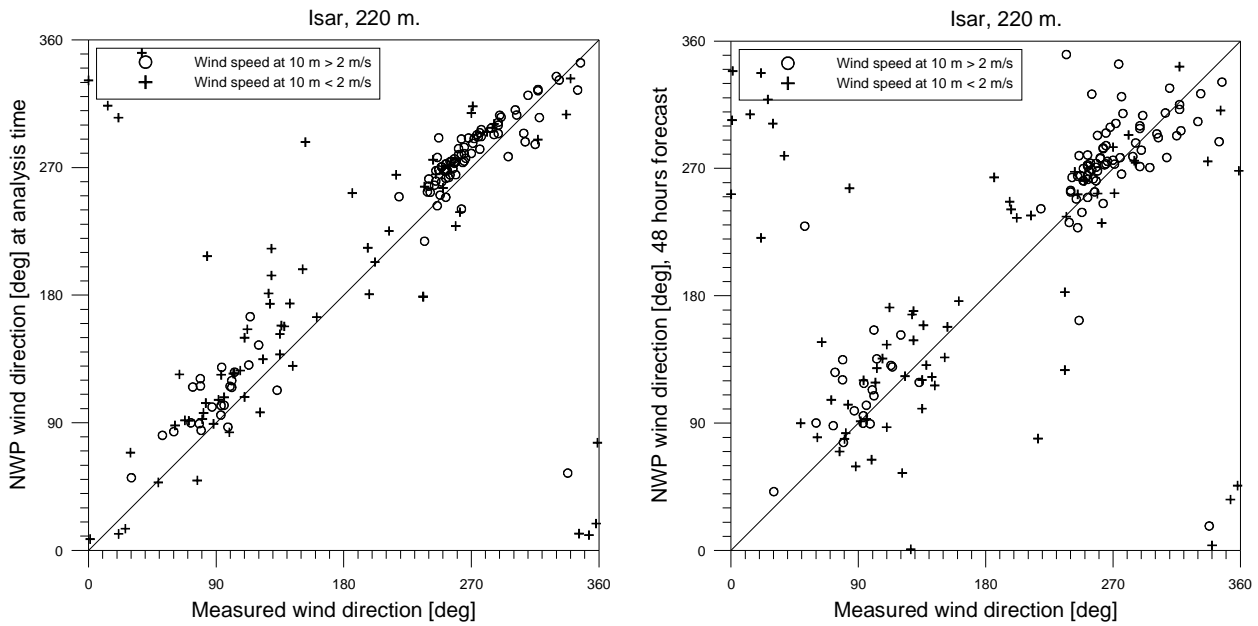 Isar, 220 m.
360
270
180
90
0
NWP wind direction [deg] at analysis time
Wind speed at 10 m > 2 m/s
Wind speed at 10 m < 2 m/s
0
90
180
270
360
Measured wind direction [deg]
Isar, 220 m.
360
270
180
90
0
NWP wind direction [deg], 48 hours forecast
Wind speed at 10 m > 2 m/s
Wind speed at 10 m < 2 m/s
0
90
180
270
360
Measured wind direction [deg]